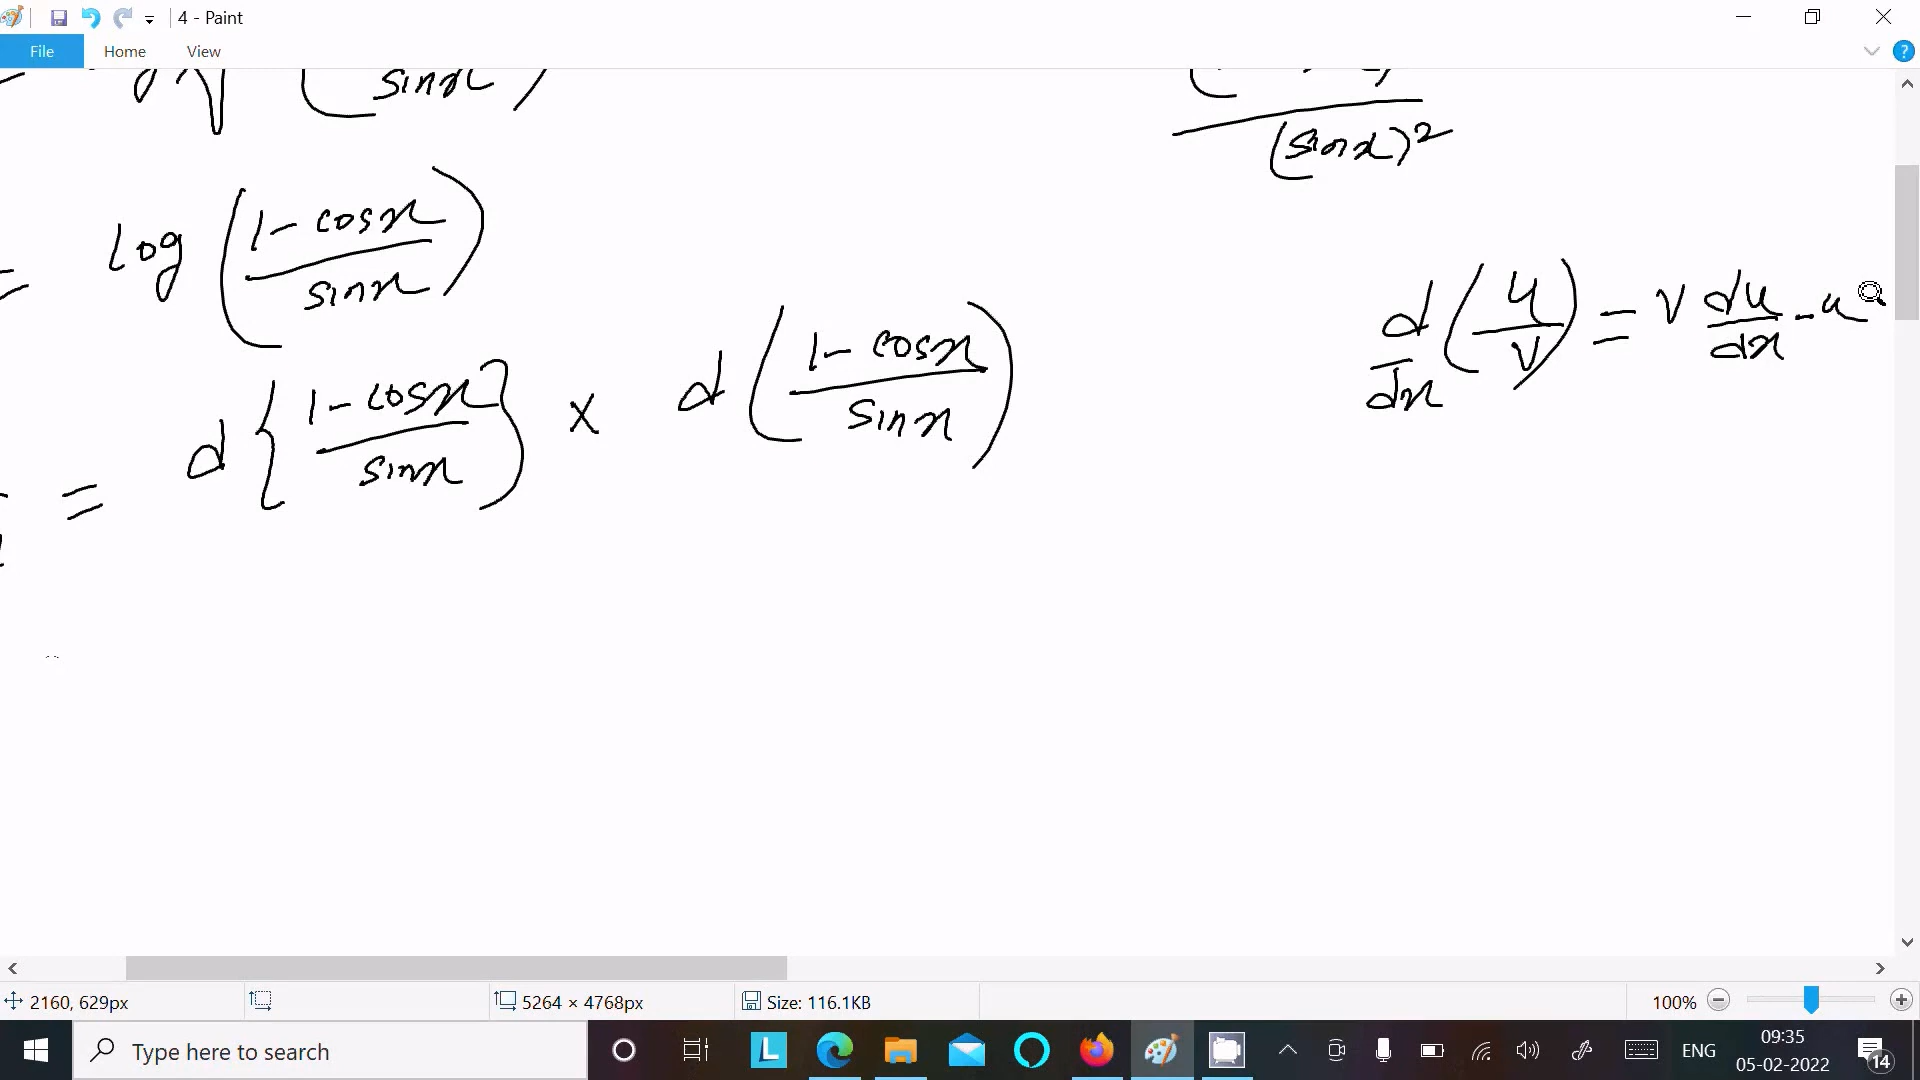 4 - Paint
File Home View
sinx
(sinx)²
= log (1-cosx / sinx)
d/dx (u/v) = v du/dx - u
= d {1-cosx / sinx} x d (1-cosx / sinx)
2160, 629px 5264 × 4768px Size: 116.1KB 100%
Type here to search
ENG 09:35
05-02-2022 14